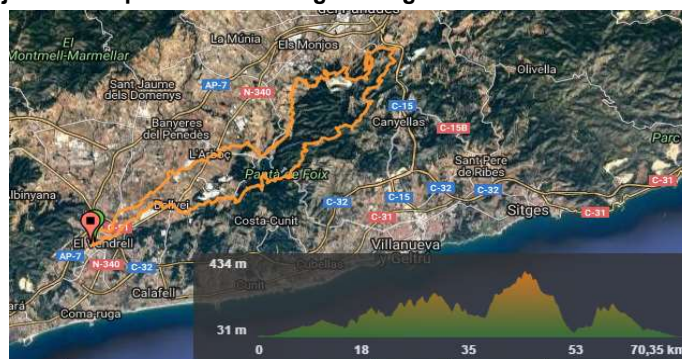 La Múnia
Els Monjos
El
Montmell-Marmellar
Olivella
Sant Jaume
dels Domenys
AP-7
N-340
C-15
Canyelles
C-15B
Banyeres
del Penedès
L'Arboç
Parc
Pantà de Foix
Sant Pere
de Ribes
C-31
Albinyana
Bellvei
C-32
C-15
C-32
C-32
Costa-Cunit
C-31
Sitges
C-31
El Vendrell
Villanueva
y Geltrú
AP-7
N-340
C-32
Cubellas
Calafell
Cunit
Coma-ruga
434 m
31 m
0 18 35 53 70,35 km